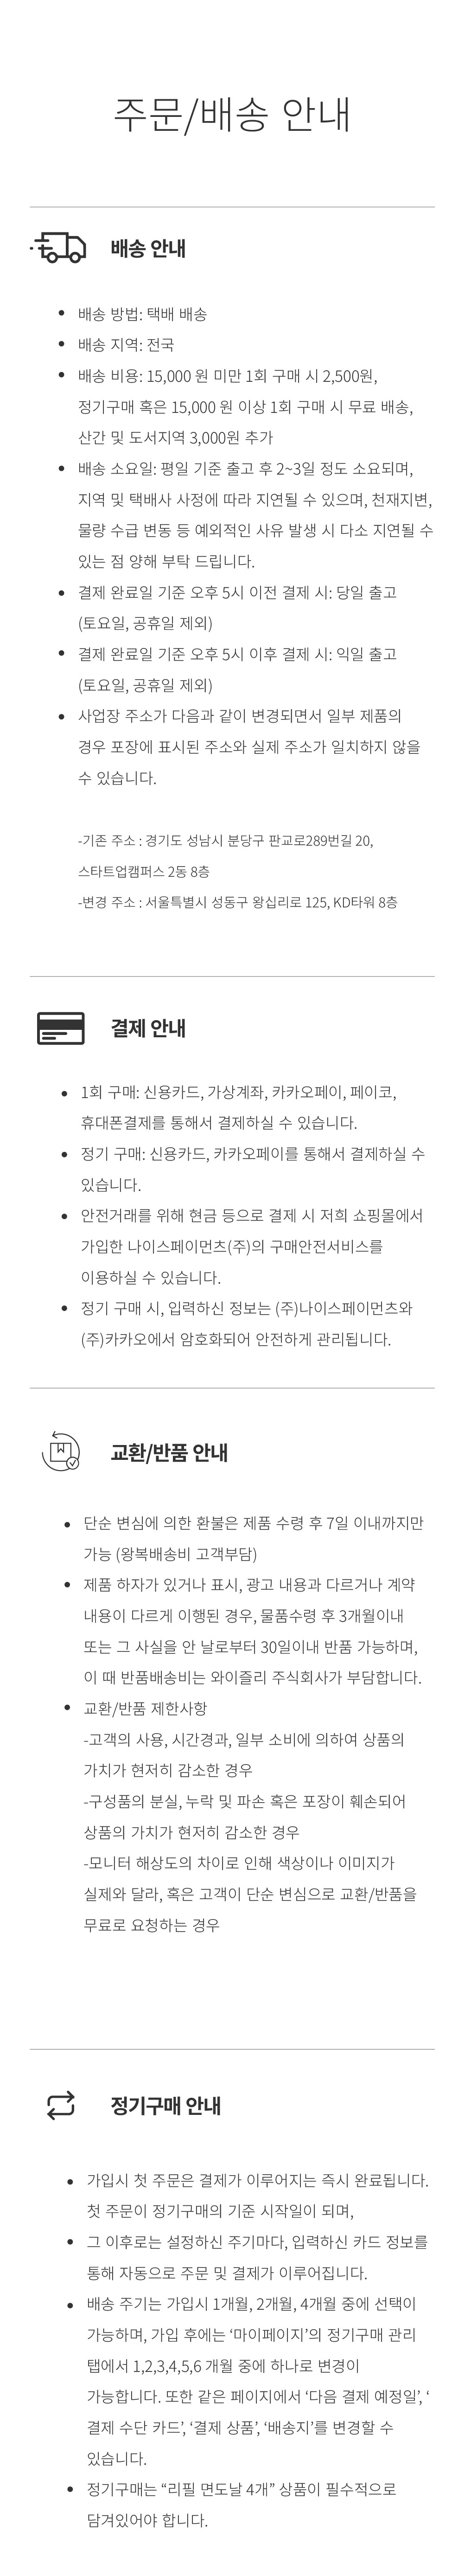 주문/배송 안내
배송 안내
• 배송 방법: 택배 배송
• 배송 지역: 전국
• 배송 비용: 15,000 원 미만 1회 구매 시 2,500원,
정기구매 혹은 15,000 원 이상 1회 구매 시 무료 배송,
산간 및 도서지역 3,000원 추가
• 배송 소요일: 평일 기준 출고 후 2~3일 정도 소요되며,
지역 및 택배사 사정에 따라 지연될 수 있으며, 천재지변,
물량 수급 변동 등 예외적인 사유 발생 시 다소 지연될 수
있는 점 양해 부탁 드립니다.
• 결제 완료일 기준 오후 5시 이전 결제 시: 당일 출고
(토요일, 공휴일 제외)
• 결제 완료일 기준 오후 5시 이후 결제 시: 익일 출고
(토요일, 공휴일 제외)
• 사업장 주소가 다음과 같이 변경되면서 일부 제품의
경우 포장에 표시된 주소와 실제 주소가 일치하지 않을
수 있습니다.
-기존 주소 : 경기도 성남시 분당구 판교로289번길 20,
스타트업캠퍼스 2동 8층
-변경 주소 : 서울특별시 성동구 왕십리로 125, KD타워 8층
결제 안내
• 1회 구매: 신용카드, 가상계좌, 카카오페이, 페이코,
휴대폰결제를 통해서 결제하실 수 있습니다.
• 정기 구매: 신용카드, 카카오페이를 통해서 결제하실 수
있습니다.
• 안전거래를 위해 현금 등으로 결제 시 저희 쇼핑몰에서
가입한 나이스페이먼츠(주)의 구매안전서비스를
이용하실 수 있습니다.
• 정기 구매 시, 입력하신 정보는 (주)나이스페이먼츠와
(주)카카오에서 암호화되어 안전하게 관리됩니다.
교환/반품 안내
• 단순 변심에 의한 환불은 제품 수령 후 7일 이내까지만
가능 (왕복배송비 고객부담)
• 제품 하자가 있거나 표시, 광고 내용과 다르거나 계약
내용이 다르게 이행된 경우, 물품수령 후 3개월이내
또는 그 사실을 안 날로부터 30일이내 반품 가능하며,
이 때 반품배송비는 와이즐리 주식회사가 부담합니다.
• 교환/반품 제한사항
-고객의 사용, 시간경과, 일부 소비에 의하여 상품의
가치가 현저히 감소한 경우
-구성품의 분실, 누락 및 파손 혹은 포장이 훼손되어
상품의 가치가 현저히 감소한 경우
-모니터 해상도의 차이로 인해 색상이나 이미지가
실제와 달라, 혹은 고객이 단순 변심으로 교환/반품을
무료로 요청하는 경우
정기구매 안내
• 가입시 첫 주문은 결제가 이루어지는 즉시 완료됩니다.
첫 주문이 정기구매의 기준 시작일이 되며,
• 그 이후로는 설정하신 주기마다, 입력하신 카드 정보를
통해 자동으로 주문 및 결제가 이루어집니다.
• 배송 주기는 가입시 1개월, 2개월, 4개월 중에 선택이
가능하며, 가입 후에는 ‘마이페이지’의 정기구매 관리
탭에서 1,2,3,4,5,6 개월 중에 하나로 변경이
가능합니다. 또한 같은 페이지에서 ‘다음 결제 예정일’, ‘
결제 수단 카드’, ‘결제 상품’, ‘배송지’를 변경할 수
있습니다.
• 정기구매는 “리필 면도날 4개” 상품이 필수적으로
담겨있어야 합니다.